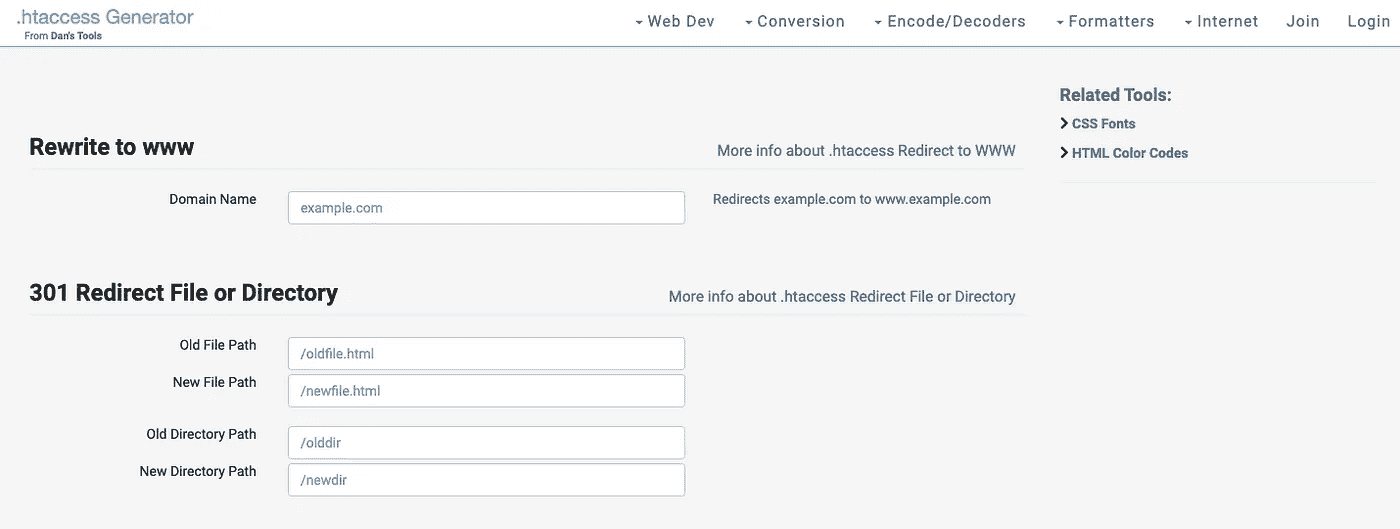 .htaccess Generator
From Dan's Tools
Web Dev Conversion Encode/Decoders Formatters Internet Join Login
Related Tools:
CSS Fonts
HTML Color Codes
Rewrite to www More info about .htaccess Redirect to WWW
Domain Name example.com Redirects example.com to www.example.com
301 Redirect File or Directory More info about .htaccess Redirect File or Directory
Old File Path /oldfile.html
New File Path /newfile.html
Old Directory Path /olddir
New Directory Path /newdir